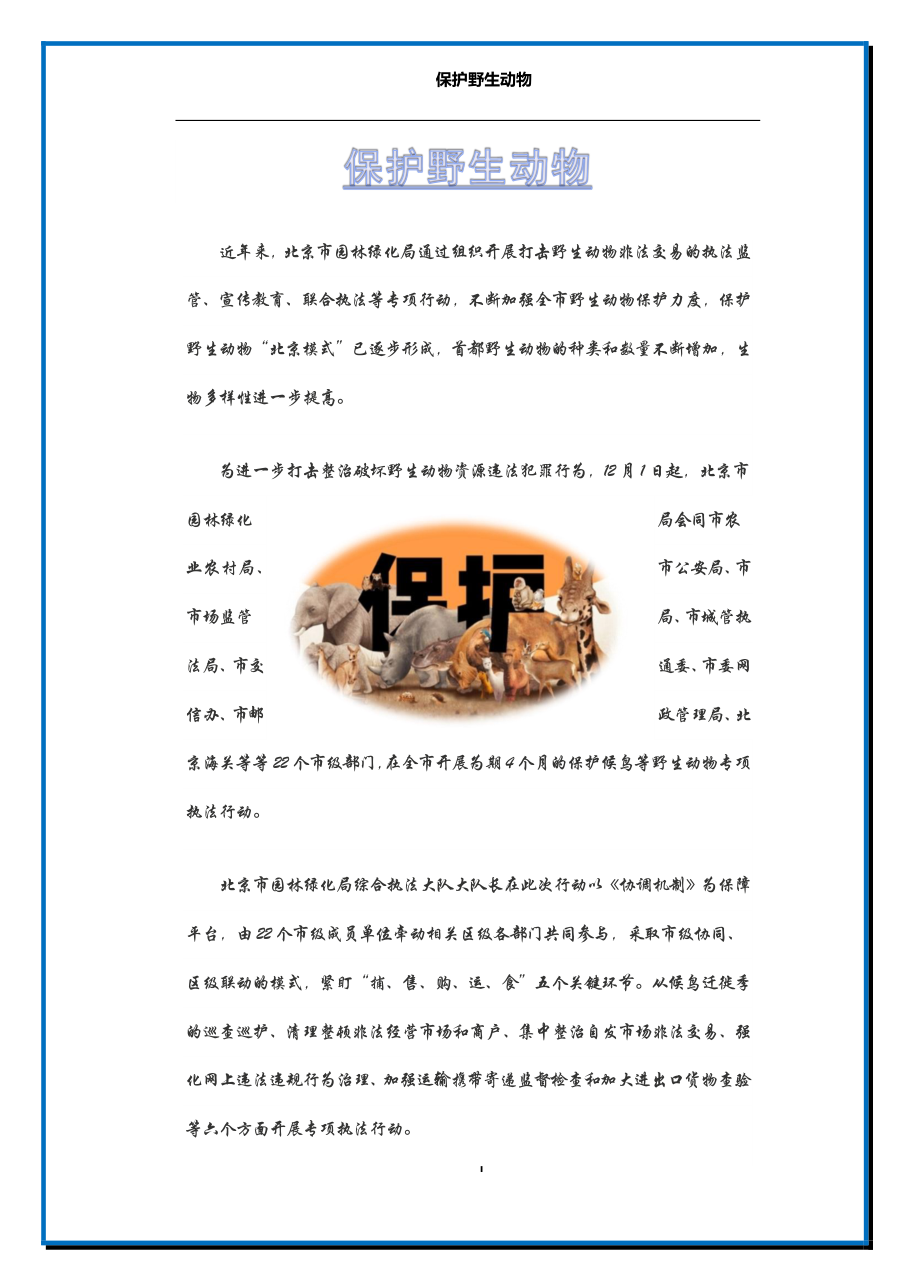 保护野生动物
保护野生动物
近年来，北京市园林绿化局通过组织开展打击野生动物非法交易的执法监
管、宣传教育、联合执法等专项行动，不断加强全市野生动物保护力度，保护
野生动物“北京模式”已逐步形成，首都野生动物的种类和数量不断增加，生
物多样性进一步提高。
为进一步打击整治破坏野生动物资源违法犯罪行为，12月1日起，北京市
园林绿化 局会同市农
业农村局、 市公安局、市
市场监管 局、市城管执
法局、市交 通委、市委网
信办、市邮 政管理局、北
保护
京海关等等22个市级部门，在全市开展为期4个月的保护候鸟等野生动物专项
执法行动。
北京市园林绿化局综合执法大队大队长在此次行动以《协调机制》为保障
平台，由22个市级成员单位牵动相关区级各部门共同参与，采取市级协同、
区级联动的模式，紧盯“捕、售、购、运、食”五个关键环节。从候鸟迁徙季
的巡查巡护、清理整顿非法经营市场和商户、集中整治自发市场非法交易、强
化网上违法违规行为治理、加强运输携带寄递监督检查和加大进出口货物查验
等六个方面开展专项执法行动。
1